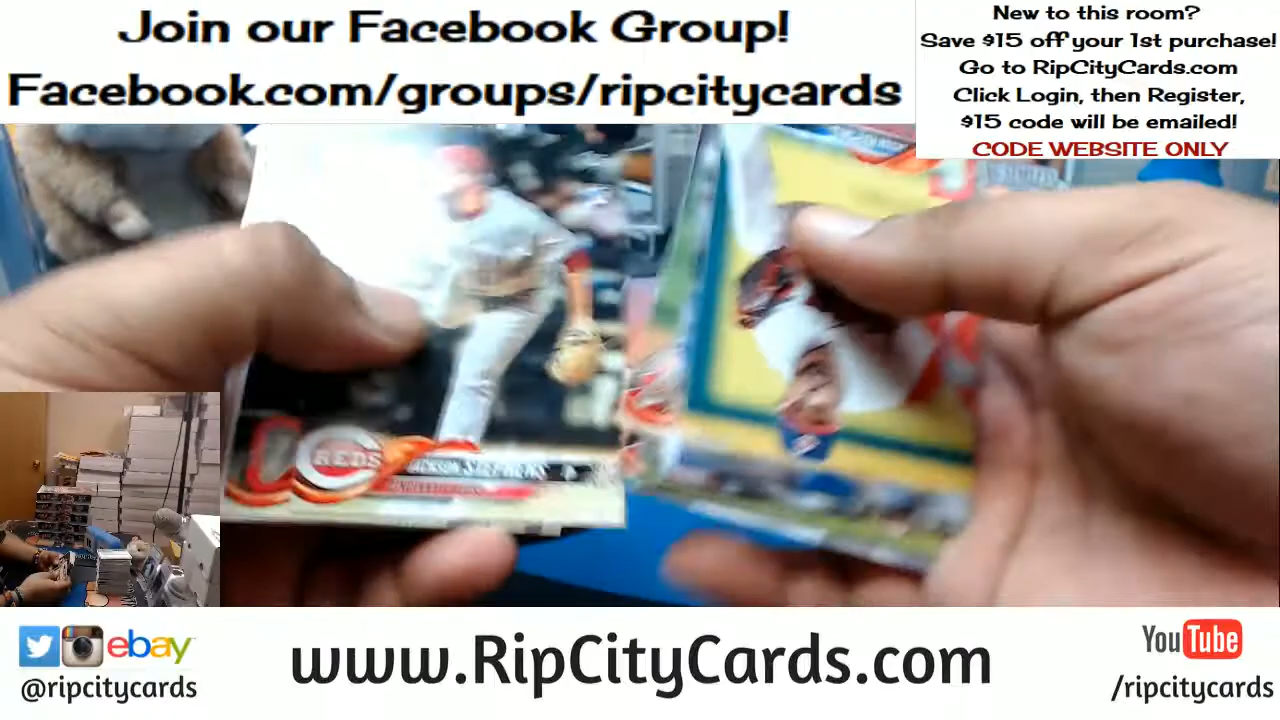 Join our Facebook Group!
Facebook.com/groups/ripcitycards
New to this room?
Save $15 off your 1st purchase!
Go to RipCityCards.com
Click Login, then Register,
$15 code will be emailed!
CODE WEBSITE ONLY
REDS
ebay
@ripcitycards
www.RipCityCards.com
YouTube
/ripcitycards